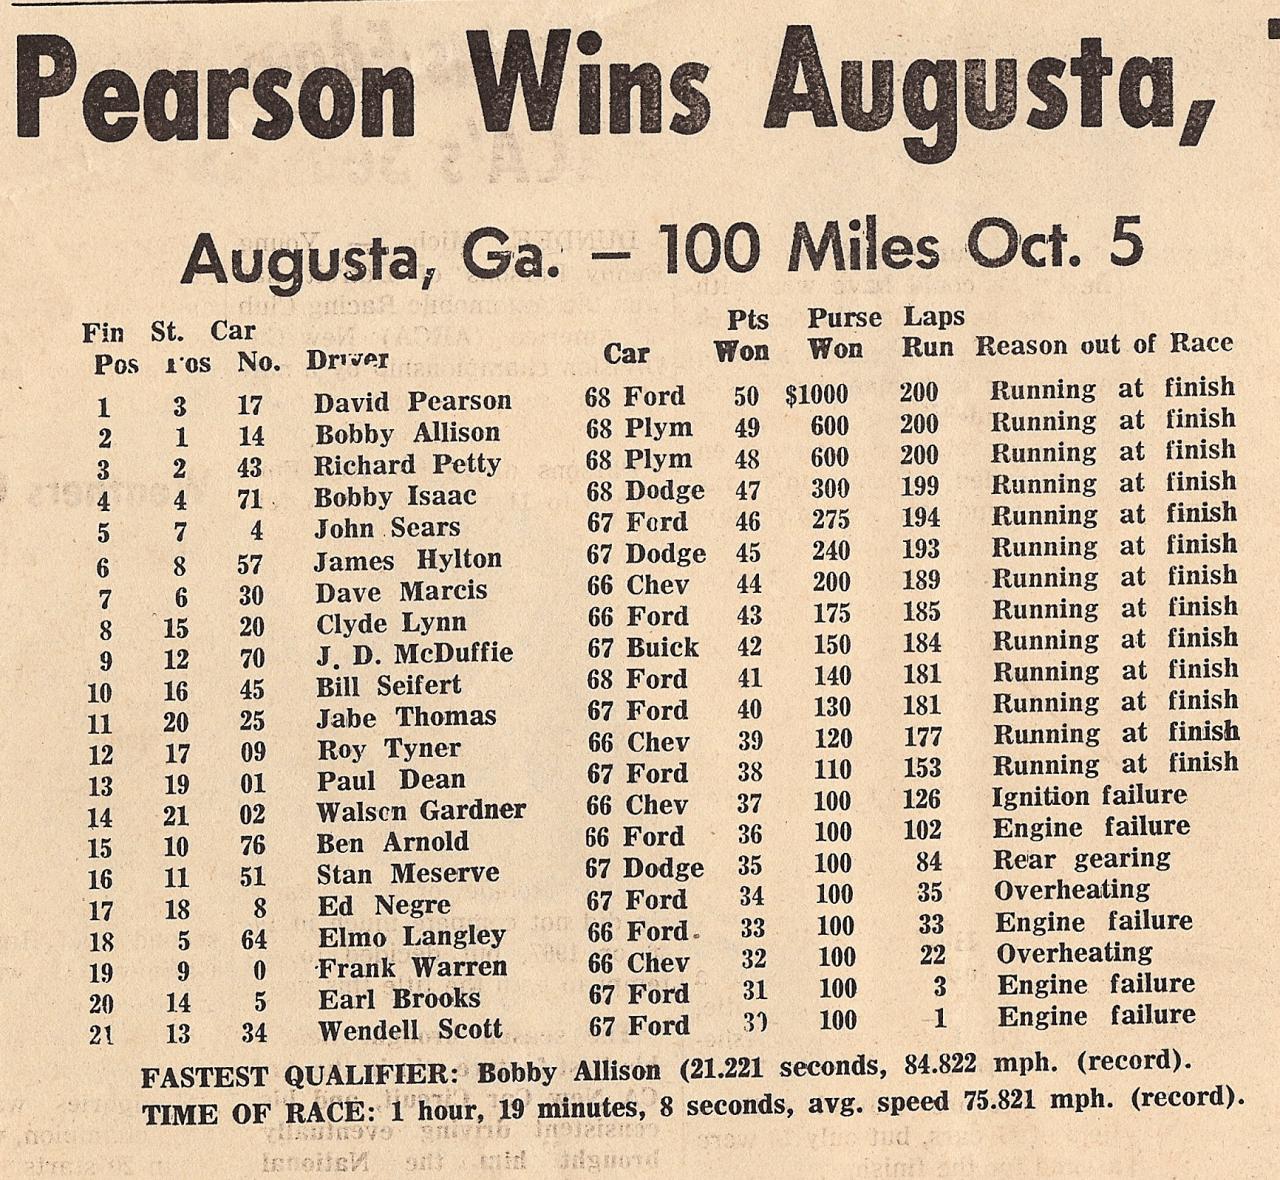 Pearson Wins Augusta,
Augusta, Ga. — 100 Miles Oct. 5
Fin St. Car Pts Purse Laps
Pos Pos No. Driver Car Won Won Run Reason out of Race
1 3 17 David Pearson 68 Ford 50 $1000 200 Running at finish
2 1 14 Bobby Allison 68 Plym 49 600 200 Running at finish
3 2 43 Richard Petty 68 Plym 48 600 200 Running at finish
4 4 71 Bobby Isaac 68 Dodge 47 300 199 Running at finish
5 7 4 John Sears 67 Ford 46 275 194 Running at finish
6 8 57 James Hylton 67 Dodge 45 240 193 Running at finish
7 6 30 Dave Marcis 66 Chev 44 200 189 Running at finish
8 15 20 Clyde Lynn 66 Ford 43 175 185 Running at finish
9 12 70 J. D. McDuffie 67 Buick 42 150 184 Running at finish
10 16 45 Bill Seifert 68 Ford 41 140 181 Running at finish
11 20 25 Jabe Thomas 67 Ford 40 130 181 Running at finish
12 17 09 Roy Tyner 66 Chev 39 120 177 Running at finish
13 19 01 Paul Dean 67 Ford 38 110 153 Running at finish
14 21 02 Walson Gardner 66 Chev 37 100 126 Ignition failure
15 10 76 Ben Arnold 66 Ford 36 100 102 Engine failure
16 11 51 Stan Meserve 67 Dodge 35 100 84 Rear gearing
17 18 8 Ed Negre 67 Ford 34 100 35 Overheating
18 5 64 Elmo Langley 66 Ford 33 100 33 Engine failure
19 9 0 Frank Warren 66 Chev 32 100 22 Overheating
20 14 5 Earl Brooks 67 Ford 31 100 3 Engine failure
21 13 34 Wendell Scott 67 Ford 30 100 1 Engine failure
FASTEST QUALIFIER: Bobby Allison (21.221 seconds, 84.822 mph. (record).
TIME OF RACE: 1 hour, 19 minutes, 8 seconds, avg. speed 75.821 mph. (record).